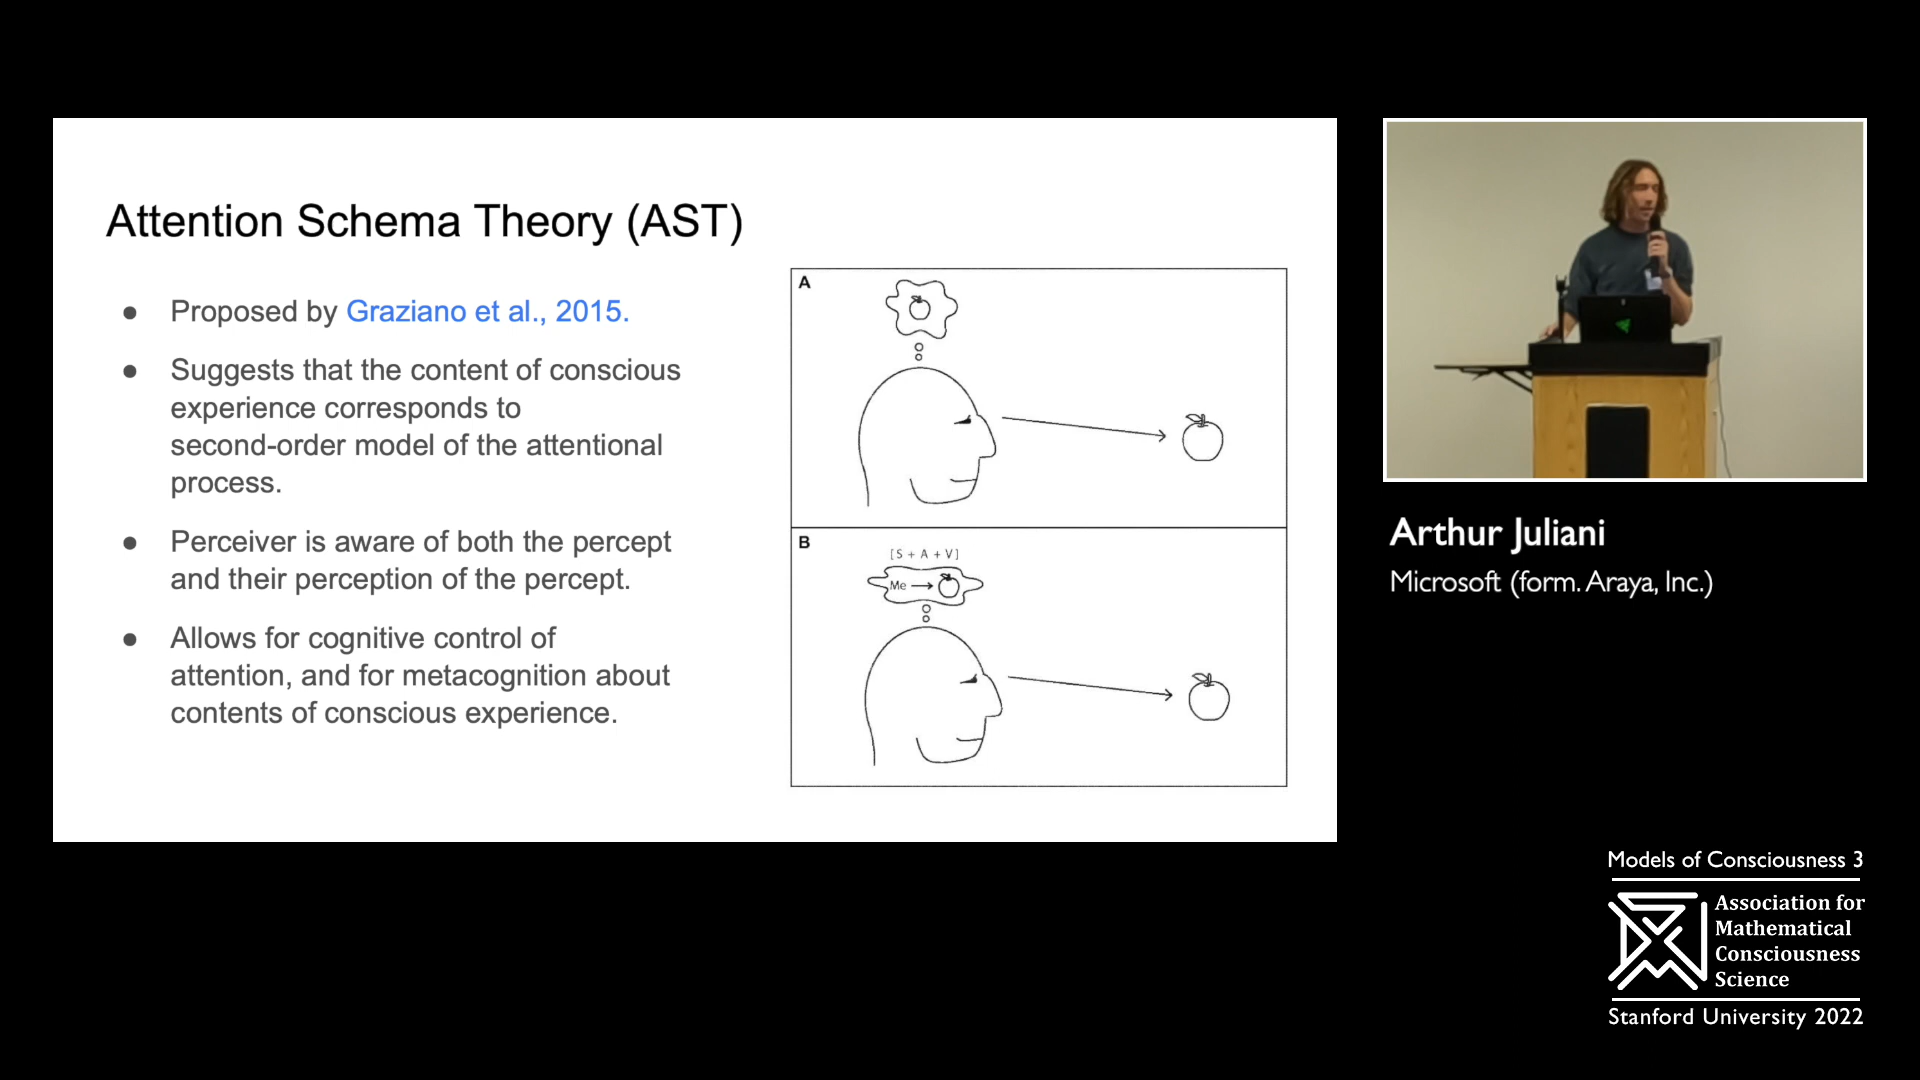 Attention Schema Theory (AST)
● Proposed by Graziano et al., 2015.
● Suggests that the content of conscious
experience corresponds to
second-order model of the attentional
process.
● Perceiver is aware of both the percept
and their perception of the percept.
● Allows for cognitive control of
attention, and for metacognition about
contents of conscious experience.
A
B
[S + A + V]
Me
Arthur Juliani
Microsoft (form. Araya, Inc.)
Models of Consciousness 3
Association for
Mathematical
Consciousness
Science
Stanford University 2022